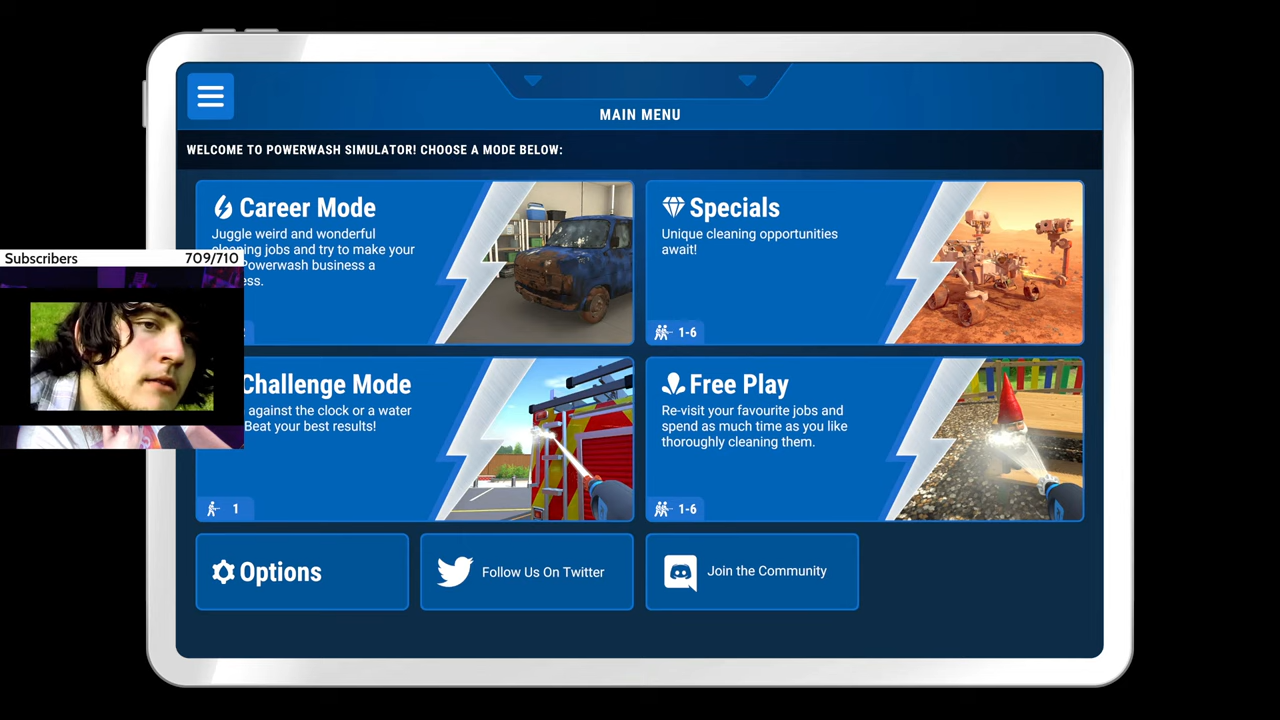 MAIN MENU
WELCOME TO POWERWASH SIMULATOR! CHOOSE A MODE BELOW:
Career Mode
Juggle weird and wonderful
cleaning jobs and try to make your
Powerwash business a
ess.
Specials
Unique cleaning opportunities
await!
1-6
Subscribers 709/710
Challenge Mode
against the clock or a water
Beat your best results!
1
Free Play
Re-visit your favourite jobs and
spend as much time as you like
thoroughly cleaning them.
1-6
Options
Follow Us On Twitter
Join the Community